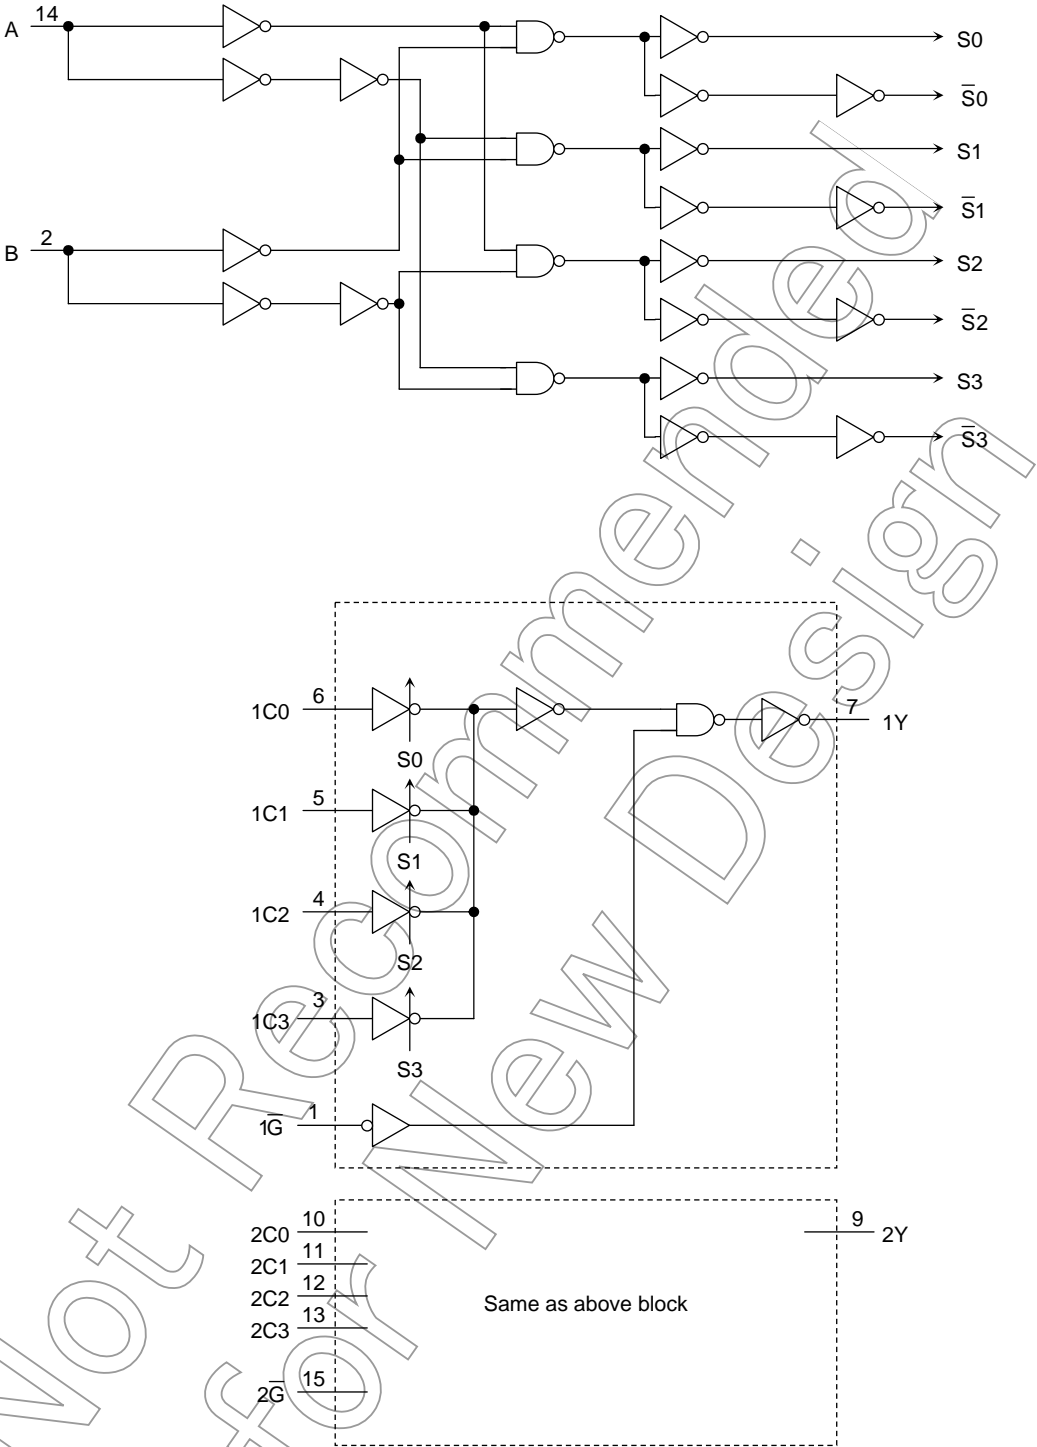 A 14
S0
S̅0
S1
S̅1
B 2
S2
S̅2
S3
S̅3
1C0 6
S0
7 1Y
1C1 5
S1
1C2 4
S2
1C3 3
S3
1G̅ 1
2C0 10
9 2Y
2C1 11
2C2 12
2C3 13
Same as above block
2G̅ 15
Not Recommended
for New Design